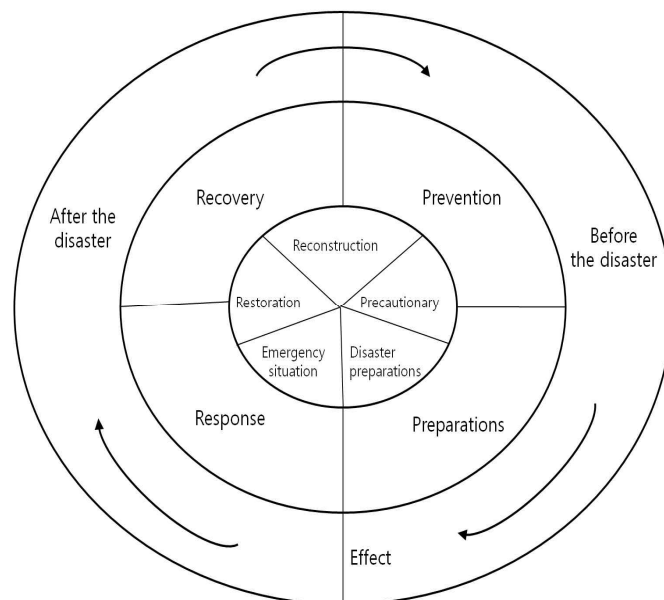 Recovery
Prevention
After the
disaster
Before
the disaster
Reconstruction
Restoration
Precautionary
Emergency
situation
Disaster
preparations
Response
Preparations
Effect